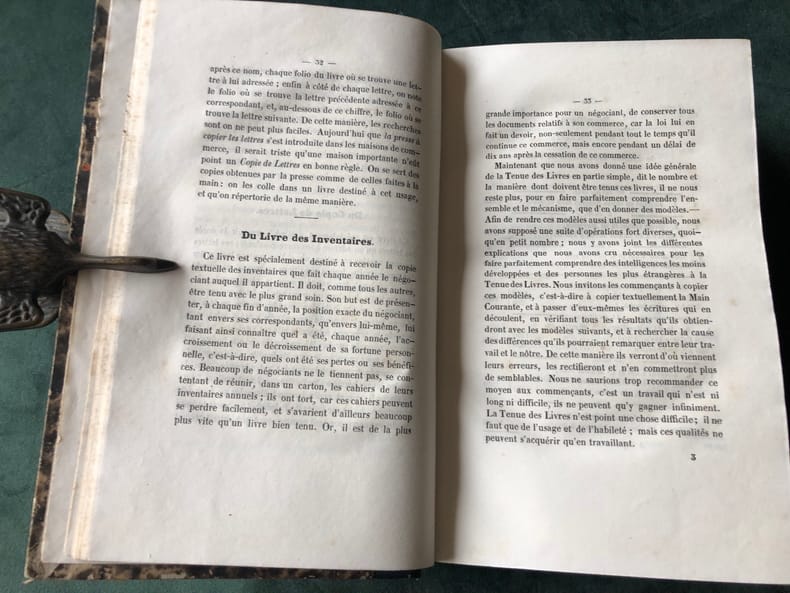 — 32 —
après ce nom, chaque folio du livre où se trouve une let-
tre à lui adressée ; enfin à côté de chaque lettre, on note
le folio où se trouve la lettre précédente adressée à ce
correspondant, et, au-dessous de ce chiffre, le folio où se
trouve la lettre suivante. De cette manière, les recherches
sont on ne peut plus faciles. Aujourd'hui que la presse à
copier les lettres s'est introduite dans les maisons de com-
merce, il serait triste qu'une maison importante n'eût
point un Copie de Lettres en bonne règle. On se sert des
copies obtenues par la presse comme de celles faites à la
main : on les colle dans un livre destiné à cet usage,
et qu'on répertorie de la même manière.
Du Livre des Inventaires.
Ce livre est spécialement destiné à recevoir la copie
textuelle des inventaires que fait chaque année le négo-
ciant auquel il appartient. Il doit, comme tous les autres,
être tenu avec le plus grand soin. Son but est de présen-
ter, à chaque fin d'année, la position exacte du négociant,
tant envers ses correspondants, qu'envers lui-même, lui
faisant ainsi connaître quel a été, chaque année, l'ac-
croissement ou le décroissement de sa fortune person-
nelle, c'est-à-dire, quels ont été ses pertes ou ses bénéfi-
ces. Beaucoup de négociants ne le tiennent pas, se con-
tentant de réunir, dans un carton, les cahiers de leurs
inventaires annuels ; ils ont tort, car ces cahiers peuvent
se perdre facilement, et s'avarient d'ailleurs beaucoup
plus vite qu'un livre bien tenu. Or, il est de la plus
— 33 —
grande importance pour un négociant, de conserver tous
les documents relatifs à son commerce, car la loi lui en
fait un devoir, non-seulement pendant tout le temps qu'il
continue ce commerce, mais encore pendant un délai de
dix ans après la cessation de ce commerce.
Maintenant que nous avons donné une idée générale
de la Tenue des Livres en partie simple, dit le nombre et
la manière dont doivent être tenus ces livres, il ne nous
reste plus, pour en faire parfaitement comprendre l'en-
semble et le mécanisme, que d'en donner des modèles.—
Afin de rendre ces modèles aussi utiles que possible, nous
avons supposé une suite d'opérations fort diverses, quoi-
qu'en petit nombre ; nous y avons joint les différentes
explications que nous avons cru nécessaires pour les
faire parfaitement comprendre des intelligences les moins
développées et des personnes les plus étrangères à la
Tenue des Livres. Nous invitons les commençants à copier
ces modèles, c'est-à-dire à copier textuellement la Main
Courante, et à passer d'eux-mêmes les écritures qui en
découlent, en vérifiant tous les résultats qu'ils obtien-
dront avec les modèles suivants, et à rechercher la cause
des différences qu'ils pourraient remarquer entre leur tra-
vail et le nôtre. De cette manière ils verront d'où viennent
leurs erreurs, les rectifieront et n'en commettront plus
de semblables. Nous ne saurions trop recommander ce
moyen aux commençants, c'est un travail qui n'est ni
long ni difficile, ils ne peuvent qu'y gagner infiniment.
La Tenue des Livres n'est point une chose difficile ; il ne
faut que de l'usage et de l'habileté ; mais ces qualités ne
peuvent s'acquérir qu'en travaillant.
3